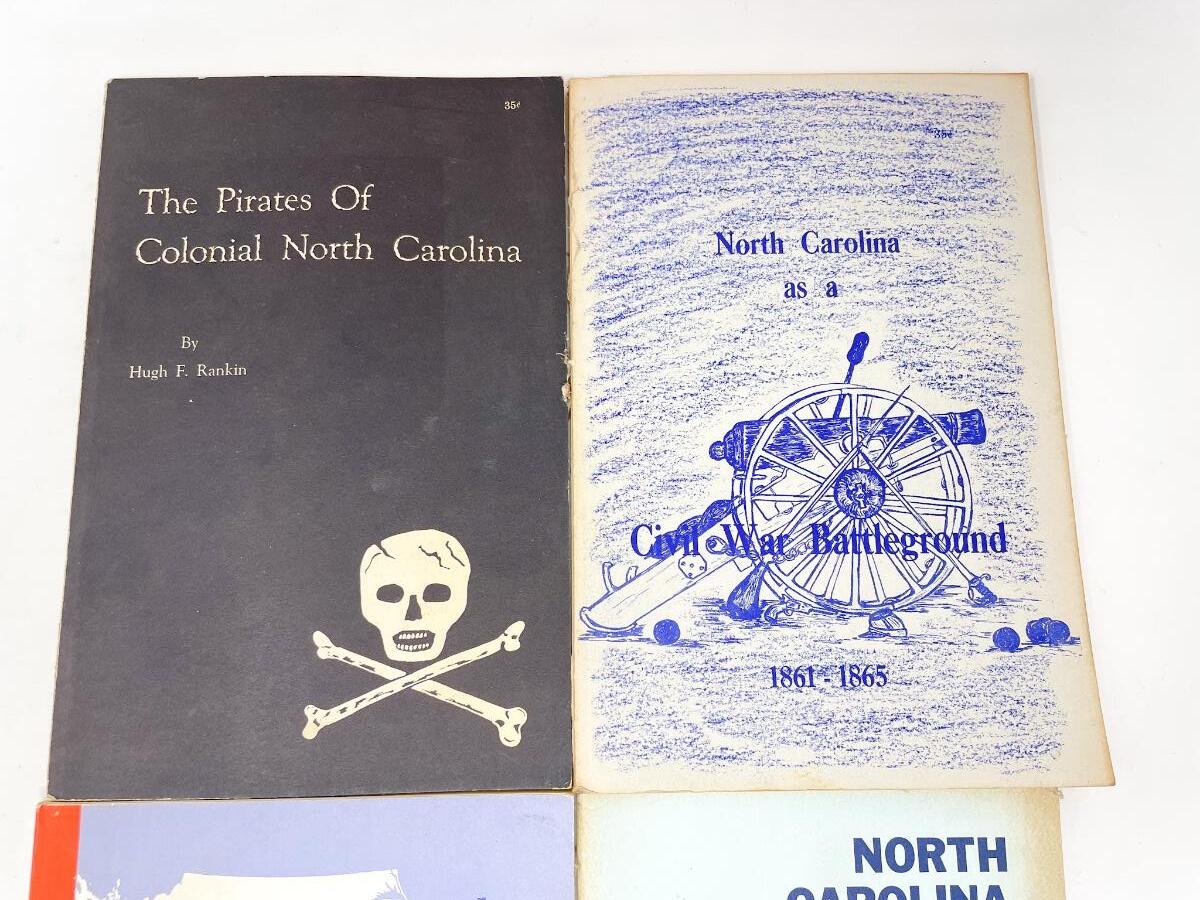 35¢
The Pirates Of
Colonial North Carolina
By
Hugh F. Rankin
35¢
North Carolina
as a
Civil War Battleground
1861 - 1865
NORTH
CAROLINA